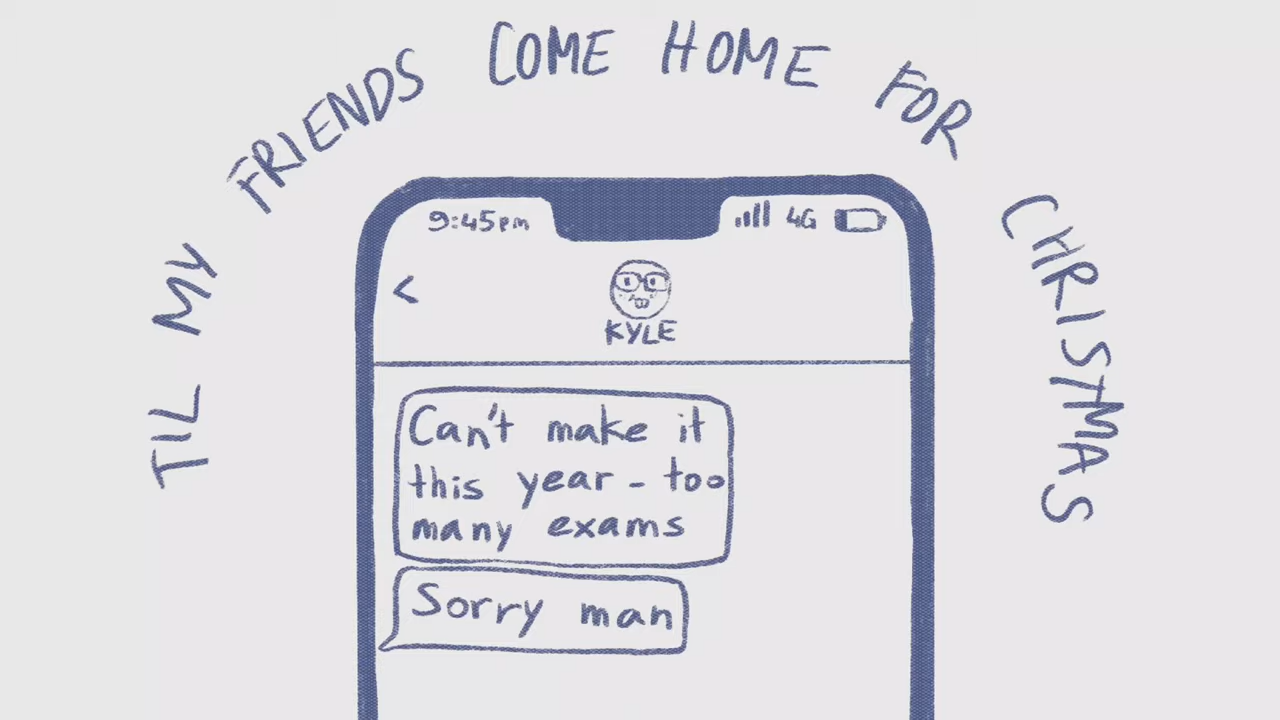 TIL MY FRIENDS COME HOME FOR CHRISTMAS
9:45pm 4G
<
KYLE
Can't make it
this year - too
many exams
Sorry man